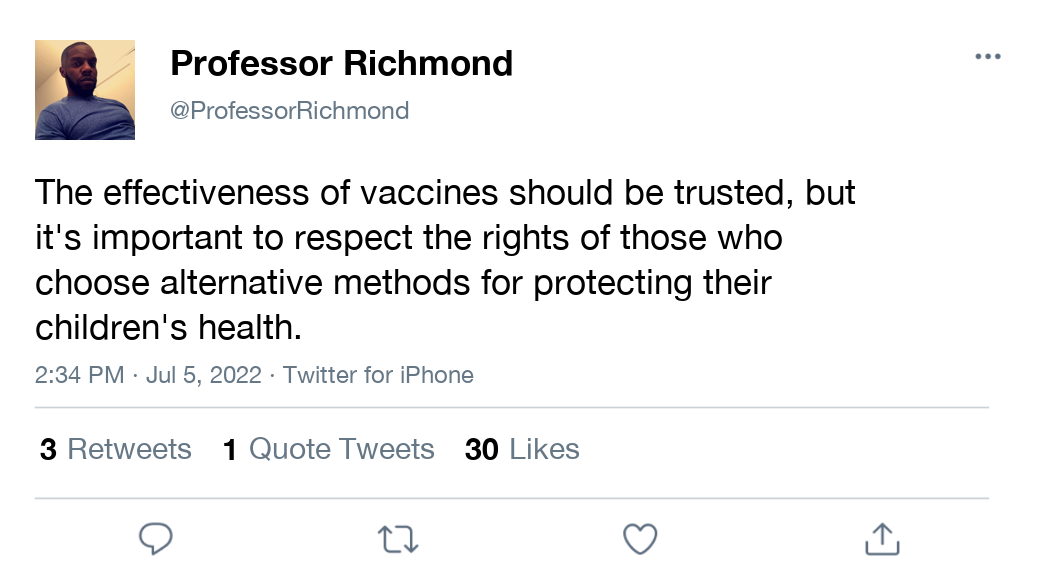 Professor Richmond
@ProfessorRichmond
The effectiveness of vaccines should be trusted, but
it's important to respect the rights of those who
choose alternative methods for protecting their
children's health.
2:34 PM · Jul 5, 2022 · Twitter for iPhone
3 Retweets 1 Quote Tweets 30 Likes